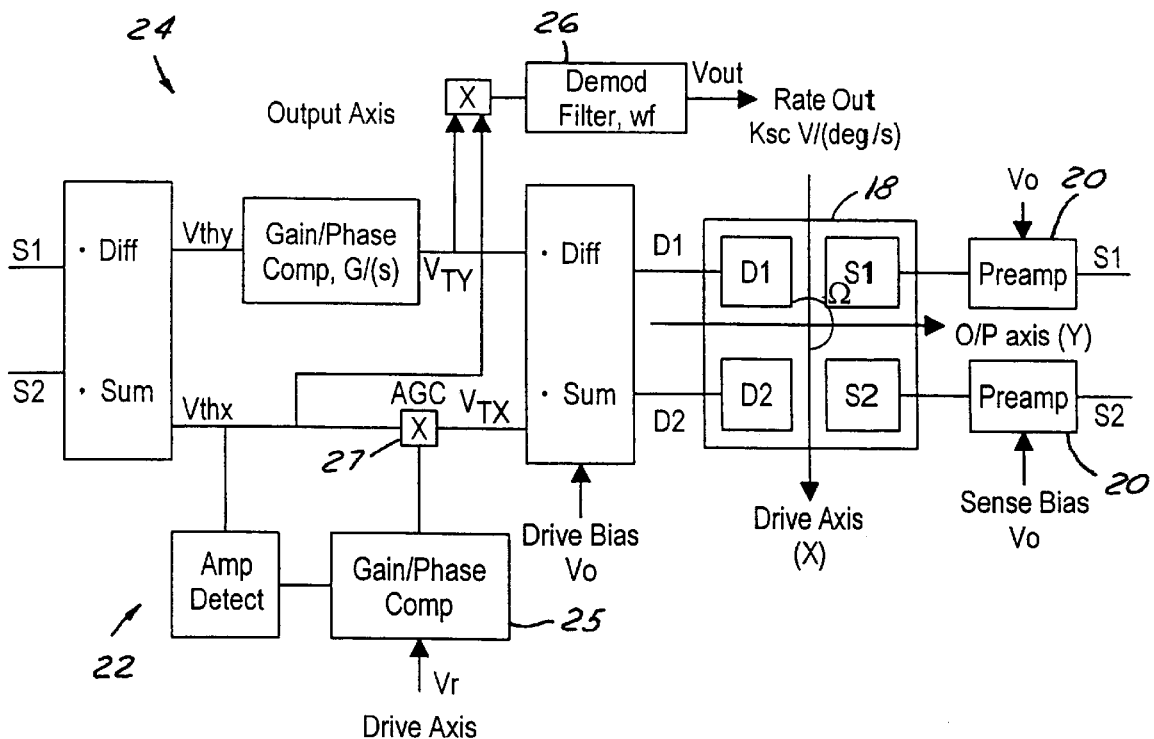 24
26
Output Axis
X
Demod
Filter, wf
Vout
Rate Out
Ksc V/(deg/s)
18
Vo
20
S1
· Diff
Vthy
Gain/Phase
Comp, G/(s)
VTY
· Diff
D1
D1
S1
Ω
Preamp
S1
O/P axis (Y)
S2
· Sum
Vthx
AGC
X
27
VTX
· Sum
D2
D2
S2
Preamp
S2
20
Drive Bias
Vo
Drive Axis
(X)
Sense Bias
Vo
Amp
Detect
Gain/Phase
Comp
25
22
Vr
Drive Axis